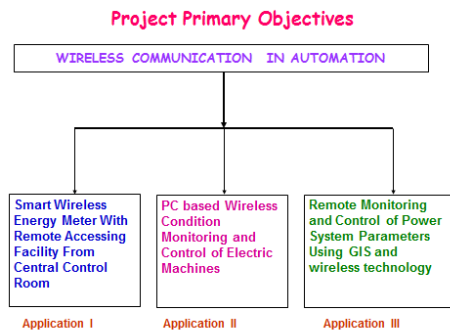 Project Primary Objectives
WIRELESS COMMUNICATION IN AUTOMATION
Smart Wireless
Energy Meter With
Remote Accessing
Facility From
Central Control
Room
PC based Wireless
Condition
Monitoring and
Control of Electric
Machines
Remote Monitoring
and Control of Power
System Parameters
Using GIS and
wireless technology
Application I
Application II
Application III